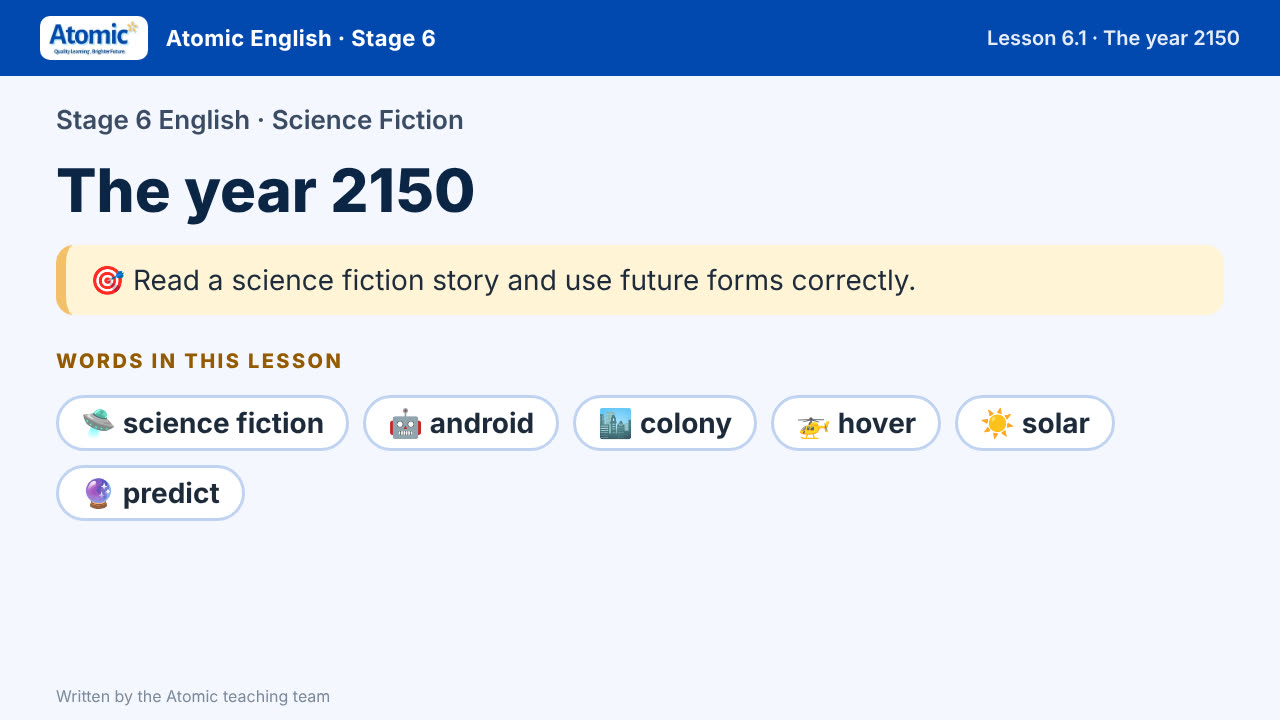 Atomic
Quality Learning. Brighter Future.
Atomic English · Stage 6
Lesson 6.1 · The year 2150
Stage 6 English · Science Fiction
The year 2150
🎯 Read a science fiction story and use future forms correctly.
WORDS IN THIS LESSON
🛸 science fiction
🤖 android
🏙️ colony
🚁 hover
☀️ solar
🔮 predict
Written by the Atomic teaching team